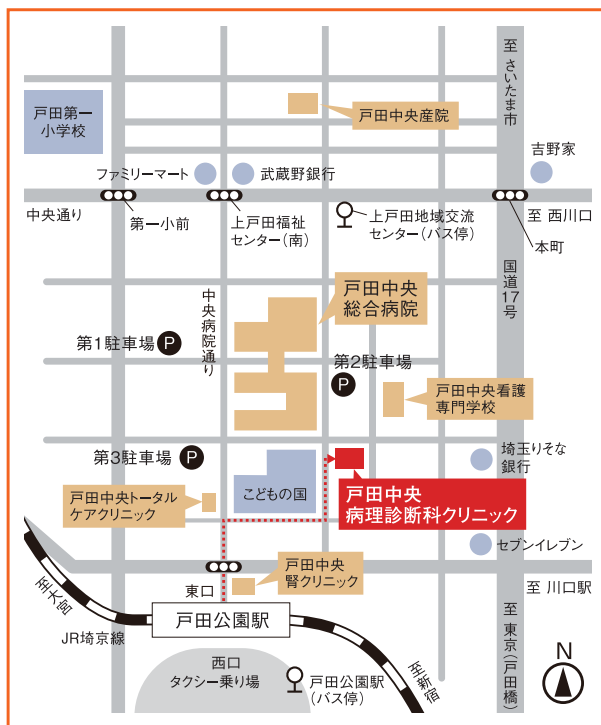 至 さいたま市
戸田第一
小学校
戸田中央産院
吉野家
ファミリーマート
武蔵野銀行
中央通り
第一小前
上戸田福祉
センター(南)
上戸田地域交流
センター(バス停)
至 西川口
本町
国道17号
中央病院通り
戸田中央
総合病院
第1駐車場
P
第2駐車場
P
戸田中央看護
専門学校
第3駐車場
P
こどもの国
埼玉りそな
銀行
戸田中央
病理診断科クリニック
戸田中央トータル
ケアクリニック
セブンイレブン
戸田中央
腎クリニック
東口
至 川口駅
至大宮
JR埼京線
戸田公園駅
至 東京(戸田橋)
西口
タクシー乗り場
戸田公園駅
(バス停)
至新宿
N